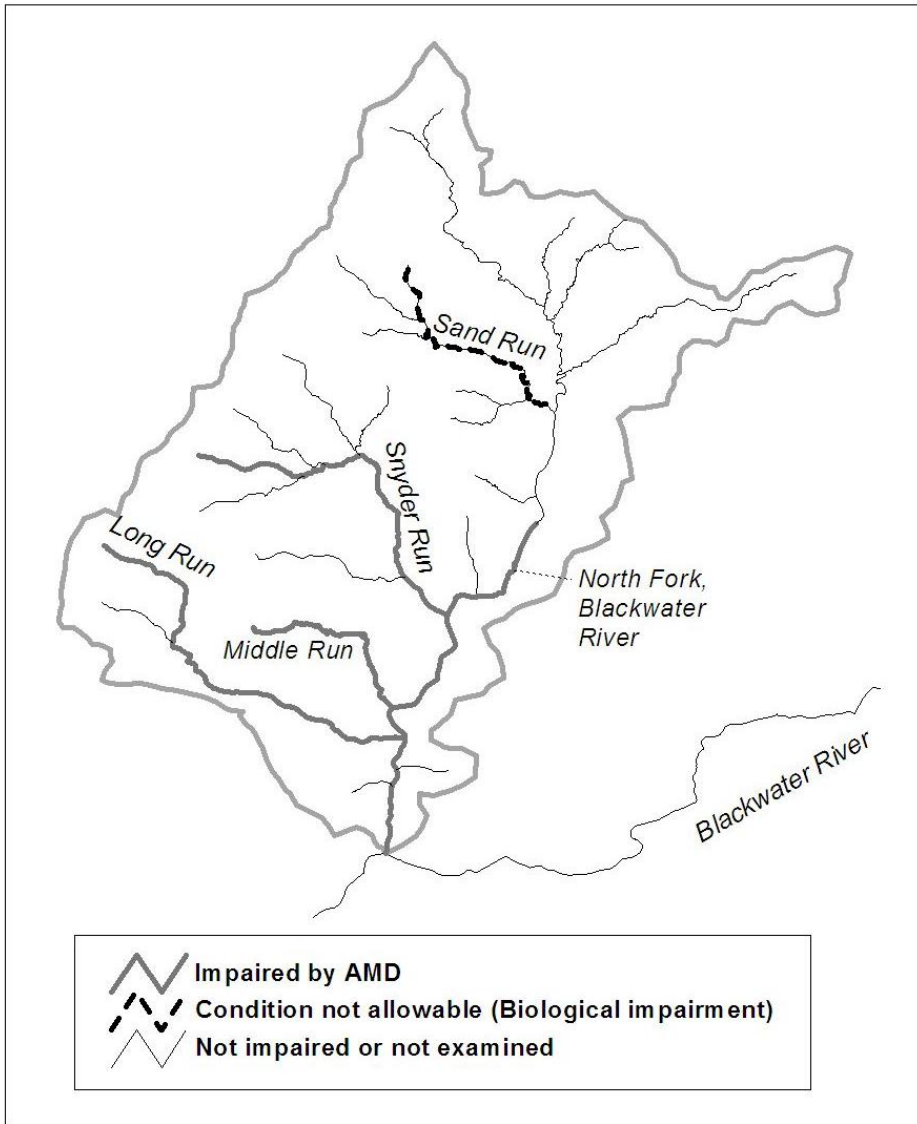 Sand Run
Snyder Run
Long Run
North Fork,
Blackwater
River
Middle Run
Blackwater River
Impaired by AMD
Condition not allowable (Biological impairment)
Not impaired or not examined